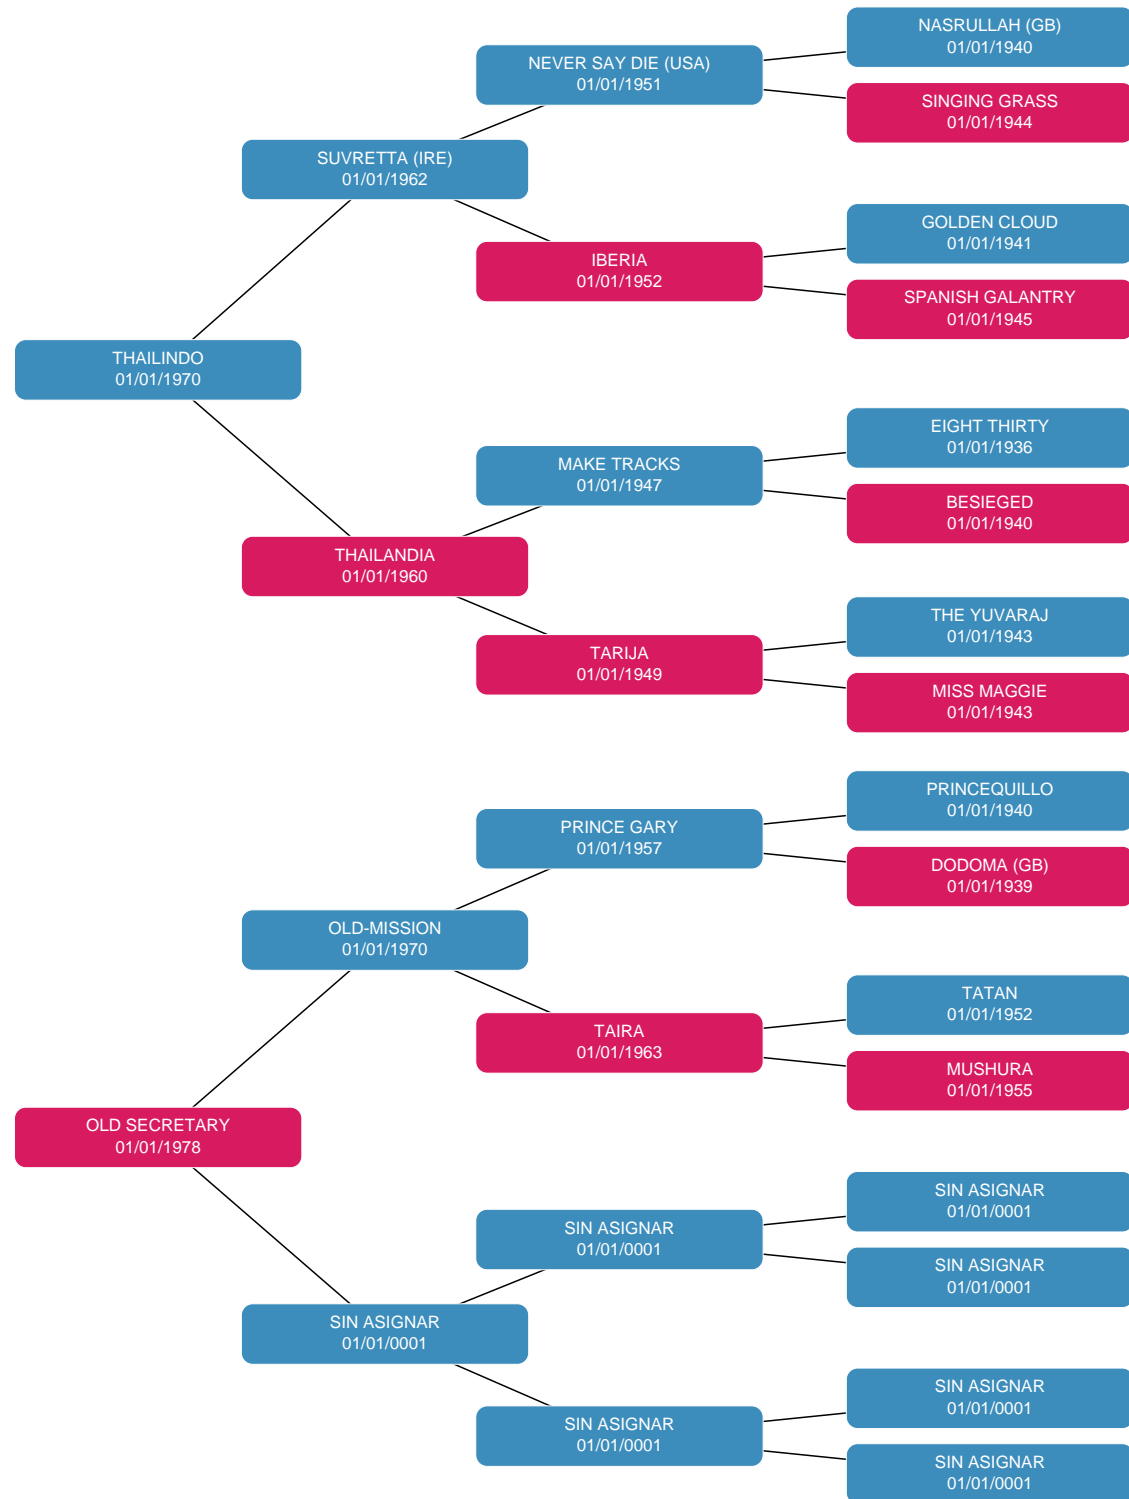 NASRULLAH (GB)
01/01/1940
NEVER SAY DIE (USA)
01/01/1951
SINGING GRASS
01/01/1944
SUVRETTA (IRE)
01/01/1962
GOLDEN CLOUD
01/01/1941
IBERIA
01/01/1952
SPANISH GALANTRY
01/01/1945
THAILINDO
01/01/1970
EIGHT THIRTY
01/01/1936
MAKE TRACKS
01/01/1947
BESIEGED
01/01/1940
THAILANDIA
01/01/1960
THE YUVARAJ
01/01/1943
TARIJA
01/01/1949
MISS MAGGIE
01/01/1943
PRINCEQUILLO
01/01/1940
PRINCE GARY
01/01/1957
DODOMA (GB)
01/01/1939
OLD-MISSION
01/01/1970
TATAN
01/01/1952
TAIRA
01/01/1963
MUSHURA
01/01/1955
OLD SECRETARY
01/01/1978
SIN ASIGNAR
01/01/0001
SIN ASIGNAR
01/01/0001
SIN ASIGNAR
01/01/0001
SIN ASIGNAR
01/01/0001
SIN ASIGNAR
01/01/0001
SIN ASIGNAR
01/01/0001
SIN ASIGNAR
01/01/0001